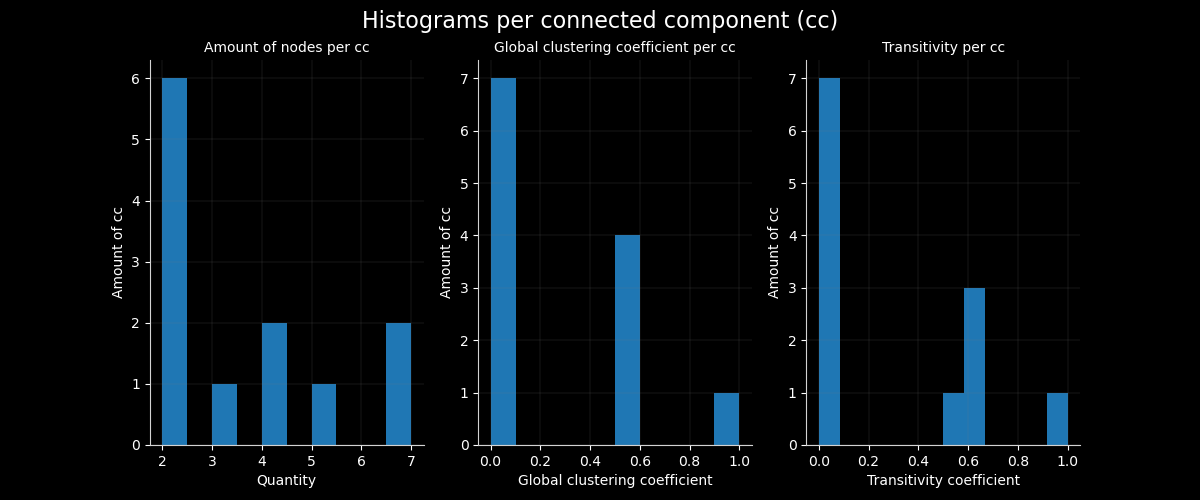 Histograms per connected component (cc)
Amount of nodes per cc
Global clustering coefficient per cc
Transitivity per cc
Amount of cc
6
5
4
3
2
1
0
2 3 4 5 6 7
Quantity
Amount of cc
7
6
5
4
3
2
1
0
0.0 0.2 0.4 0.6 0.8 1.0
Global clustering coefficient
Amount of cc
7
6
5
4
3
2
1
0
0.0 0.2 0.4 0.6 0.8 1.0
Transitivity coefficient